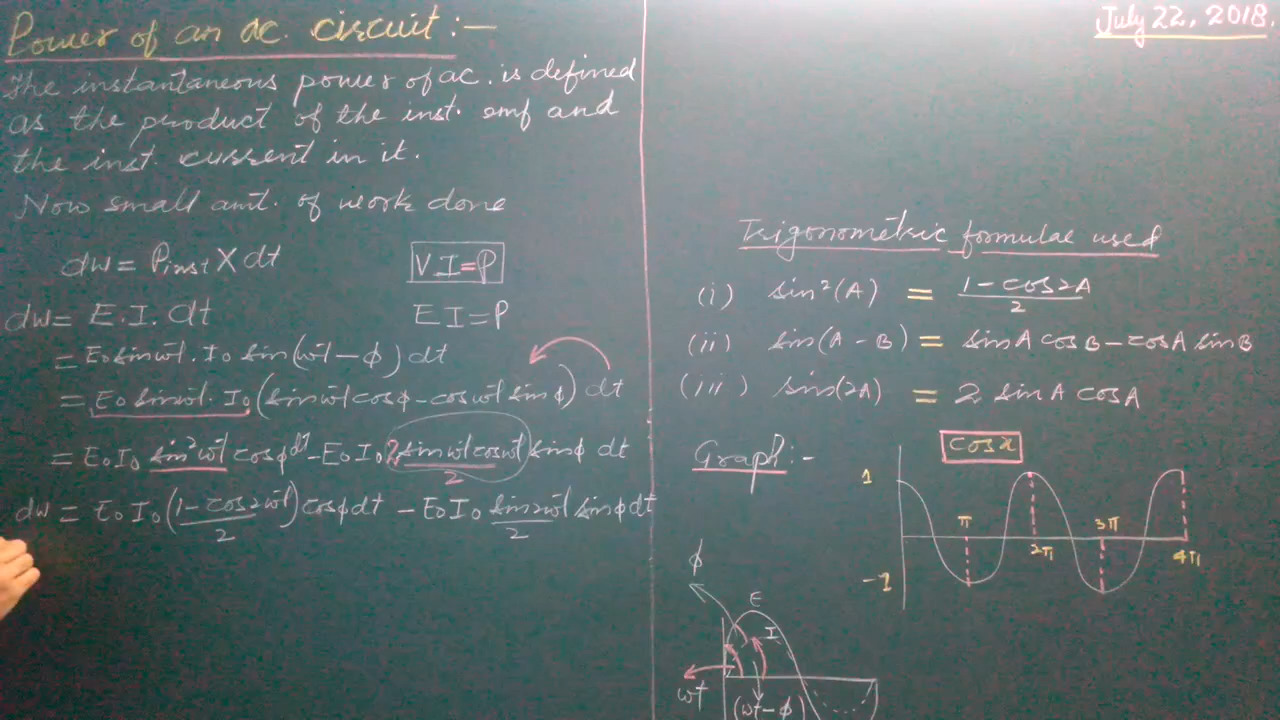 Power of an ac. circuit:-
The instantaneous power of ac. is defined
as the product of the inst. emf and
the inst. current in it.
Now small amt. of work done
dw = Pinst X dt
VI=P
dw = E.I. dt
EI=P
= E₀ sinωt . I₀ sin(ωt - φ) dt
= E₀ sinωt . I₀ (sinωt cosφ - cosωt sinφ) dt
= E₀I₀ sin²ωt cosφ dt - E₀I₀ 2 sinωt cosωt/2 sinφ dt
dw = E₀ I₀ (1-cos2ωt/2) cosφ dt - E₀ I₀ sin2ωt/2 sinφ dt
July 22, 2018.
Trigonometric formulae used
(i) sin²(A) = 1-cos2A/2
(ii) sin(A - B) = sinA cosB - cosA sinB
(iii) sin(2A) = 2 sinA cosA
Graph:-
cosx
1
π
3π
2π
4π
-1
φ
E
I
ωt
(ωt-φ)